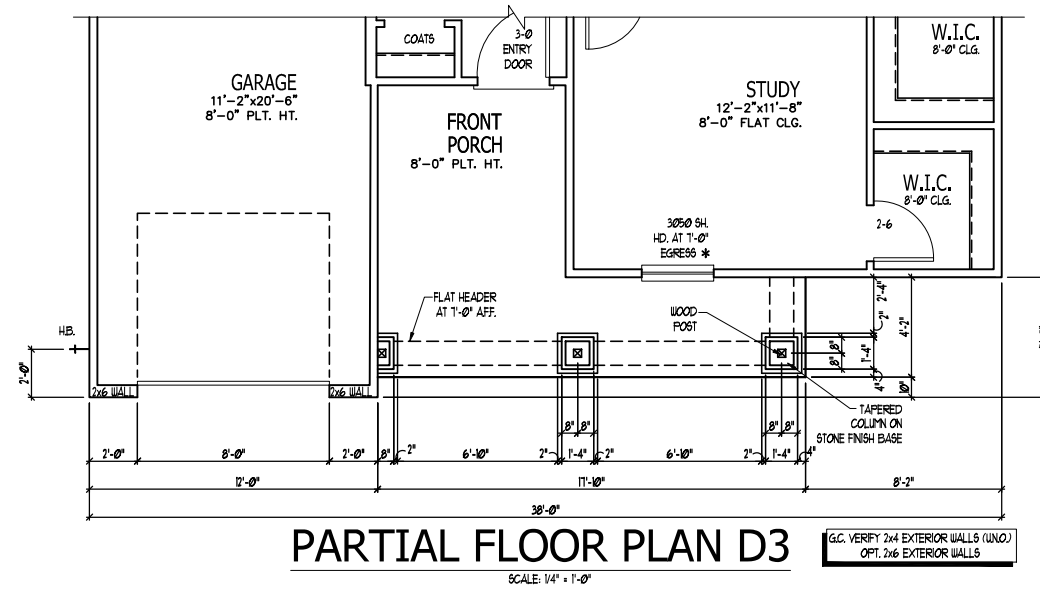 COATS
3-0
ENTRY
DOOR
W.I.C.
8'-0" CLG.
GARAGE
11'-2"x20'-6"
8'-0" PLT. HT.
STUDY
12'-2"x11'-8"
8'-0" FLAT CLG.
FRONT
PORCH
8'-0" PLT. HT.
W.I.C.
8'-0" CLG.
2-6
3050 SH.
HD. AT 7'-0"
EGRESS *
FLAT HEADER
AT 7'-0" A.F.F.
WOOD
POST
H.B.
2'-0"
2'-4"
2"
4'-2"
8"
8"
1'-4"
4"
10"
2x6 WALL
2x6 WALL
TAPERED
COLUMN ON
STONE FINISH BASE
8" 8"
8" 8"
2'-0" 8'-0" 2'-0" 8" 2" 6'-10" 2" 1'-4" 2" 6'-10" 2" 1'-4" 4"
12'-0" 17'-10" 8'-2"
38'-0"
PARTIAL FLOOR PLAN D3
SCALE: 1/4" = 1'-0"
G.C. VERIFY 2x4 EXTERIOR WALLS (U.N.O.)
OPT. 2x6 EXTERIOR WALLS